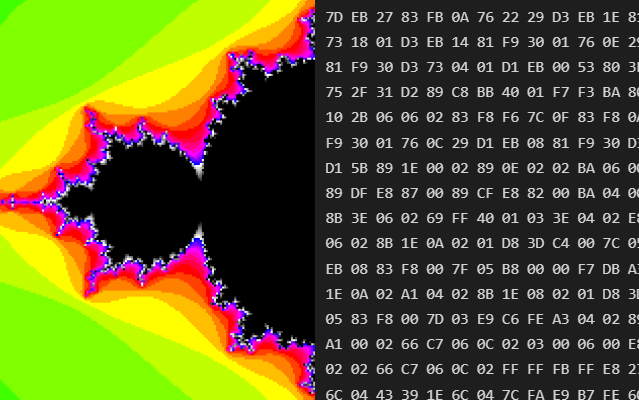 7D EB 27 83 FB 0A 76 22 29 D3 EB 1E
73 18 01 D3 EB 14 81 F9 30 01 76 0E
81 F9 30 D3 73 04 01 D1 EB 00 53 80
75 2F 31 D2 89 C8 BB 40 01 F7 F3 BA
10 2B 06 06 02 83 F8 F6 7C 0F 83 F8
F9 30 01 76 0C 29 D1 EB 08 81 F9 30
D1 5B 89 1E 00 02 89 0E 02 02 BA 06
89 DF E8 87 00 89 CF E8 82 00 BA 04
8B 3E 06 02 69 FF 40 01 03 3E 04 02
06 02 8B 1E 0A 02 01 D8 3D C4 00 7C
EB 08 83 F8 00 7F 05 B8 00 00 F7 DB
1E 0A 02 A1 04 02 8B 1E 08 02 01 D8
05 83 F8 00 7D 03 E9 C6 FE A3 04 02
A1 00 02 66 C7 06 0C 02 03 00 06 00
02 02 66 C7 06 0C 02 FF FF FB FF E8
6C 04 43 39 1E 6C 04 7C FA E9 B7 FE